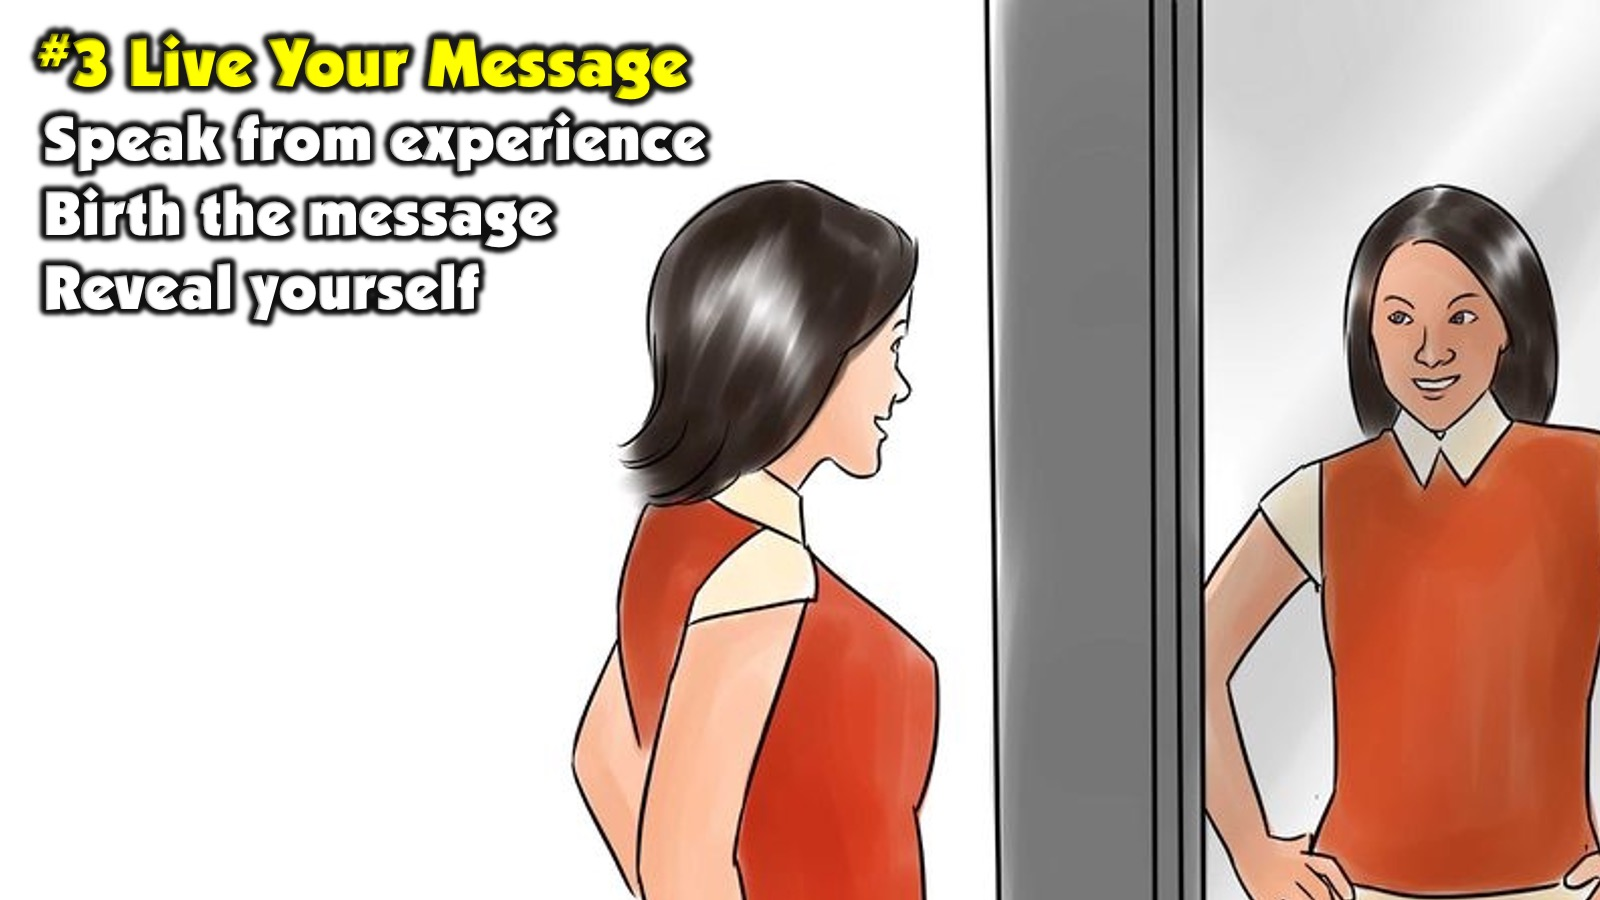 #3 Live Your Message
Speak from experience
Birth the message
Reveal yourself